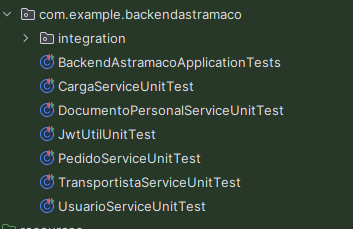 com.example.backendastramaco
integration
BackendAstramacoApplicationTests
CargaServiceUnitTest
DocumentoPersonalServiceUnitTest
JwtUtilUnitTest
PedidoServiceUnitTest
TransportistaServiceUnitTest
UsuarioServiceUnitTest